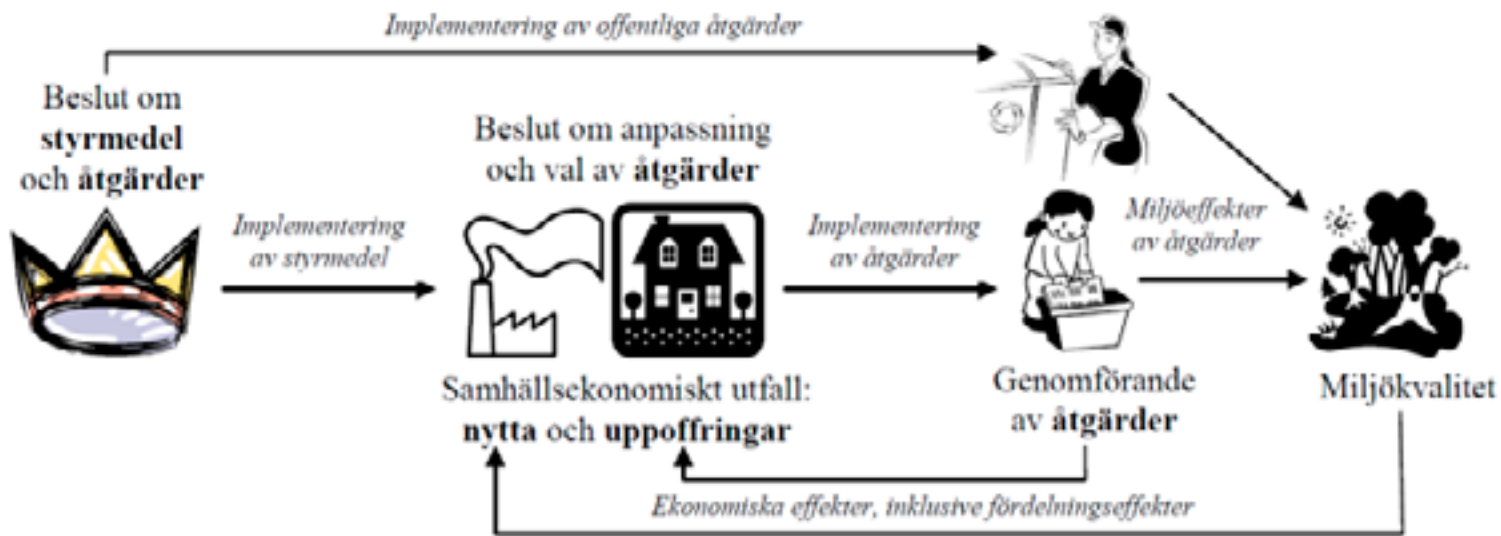 Implementering av offentliga åtgärder
Beslut om
styrmedel
och åtgärder
Implementering
av styrmedel
Beslut om anpassning
och val av åtgärder
Samhällsekonomiskt utfall:
nytta och uppoffringar
Implementering
av åtgärder
Genomförande
av åtgärder
Miljöeffekter
av åtgärder
Miljökvalitet
Ekonomiska effekter, inklusive fördelningseffekter